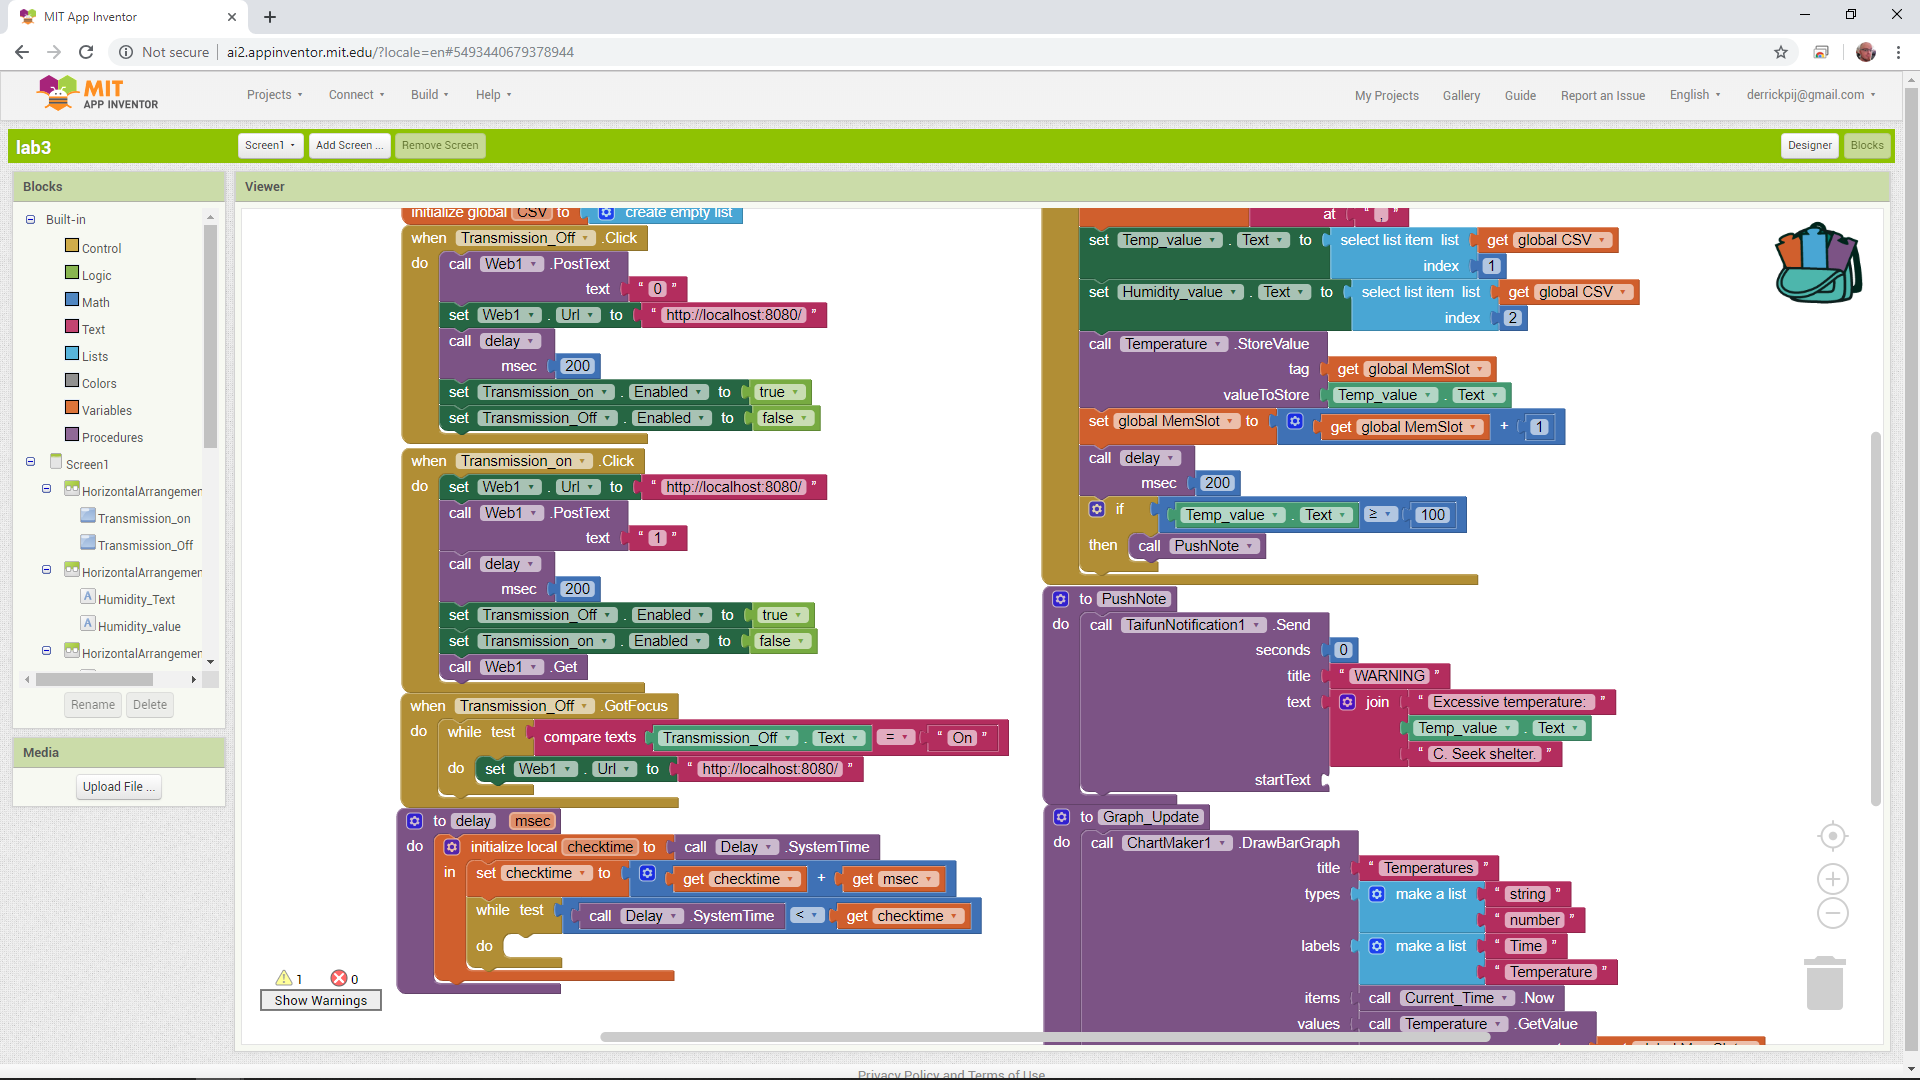 MIT App Inventor
Not secure | ai2.appinventor.mit.edu/?locale=en#5493440679378944
MIT
APP INVENTOR
Projects
Connect
Build
Help
My Projects
Gallery
Guide
Report an Issue
English
derrickpij@gmail.com
lab3
Screen1
Add Screen ...
Remove Screen
Designer
Blocks
Blocks
Built-in
Control
Logic
Math
Text
Lists
Colors
Variables
Procedures
Screen1
HorizontalArrangemen
Transmission_on
Transmission_Off
HorizontalArrangemen
Humidity_Text
Humidity_value
HorizontalArrangemen
Rename
Delete
Media
Upload File ...
Viewer
initialize global CSV to create empty list
when Transmission_Off .Click
do call Web1 .PostText
text " 0 "
set Web1 . Url to " http://localhost:8080/ "
call delay
msec 200
set Transmission_on . Enabled to true
set Transmission_Off . Enabled to false
when Transmission_on .Click
do set Web1 . Url to " http://localhost:8080/ "
call Web1 .PostText
text " 1 "
call delay
msec 200
set Transmission_Off . Enabled to true
set Transmission_on . Enabled to false
call Web1 .Get
when Transmission_Off .GotFocus
do while test compare texts Transmission_Off . Text = " On "
do set Web1 . Url to " http://localhost:8080/ "
to delay msec
do initialize local checktime to call Delay .SystemTime
in set checktime to get checktime + get msec
while test call Delay .SystemTime < get checktime
do
1 0
Show Warnings
at " , "
set Temp_value . Text to select list item list get global CSV
index 1
set Humidity_value . Text to select list item list get global CSV
index 2
call Temperature .StoreValue
tag get global MemSlot
valueToStore Temp_value . Text
set global MemSlot to get global MemSlot + 1
call delay
msec 200
if Temp_value . Text ≥ 100
then call PushNote
to PushNote
do call TaifunNotification1 .Send
seconds 0
title " WARNING "
text join " Excessive temperature: "
Temp_value . Text
" C. Seek shelter. "
startText
to Graph_Update
do call ChartMaker1 .DrawBarGraph
title " Temperatures "
types make a list " string "
" number "
labels make a list " Time "
" Temperature "
items call Current_Time .Now
values call Temperature .GetValue
Privacy Policy and Terms of Use